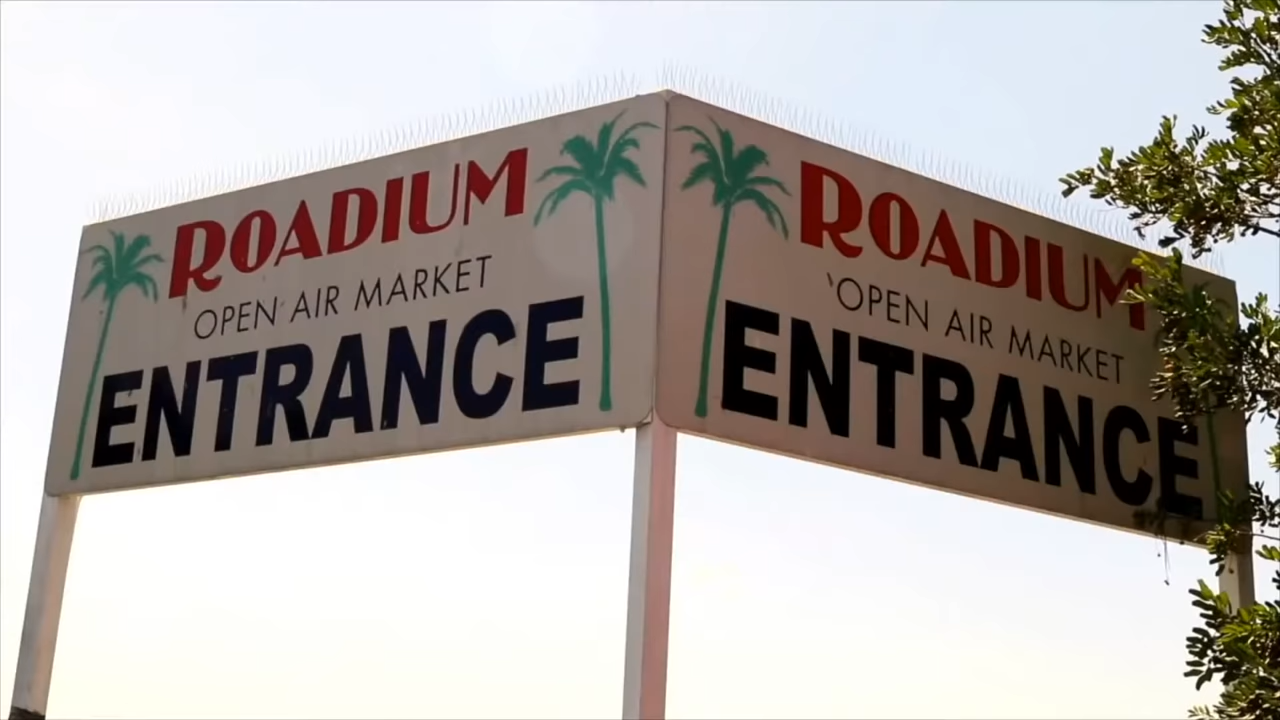 ROADIUM
OPEN AIR MARKET
ENTRANCE
ROADIUM
OPEN AIR MARKET
ENTRANCE